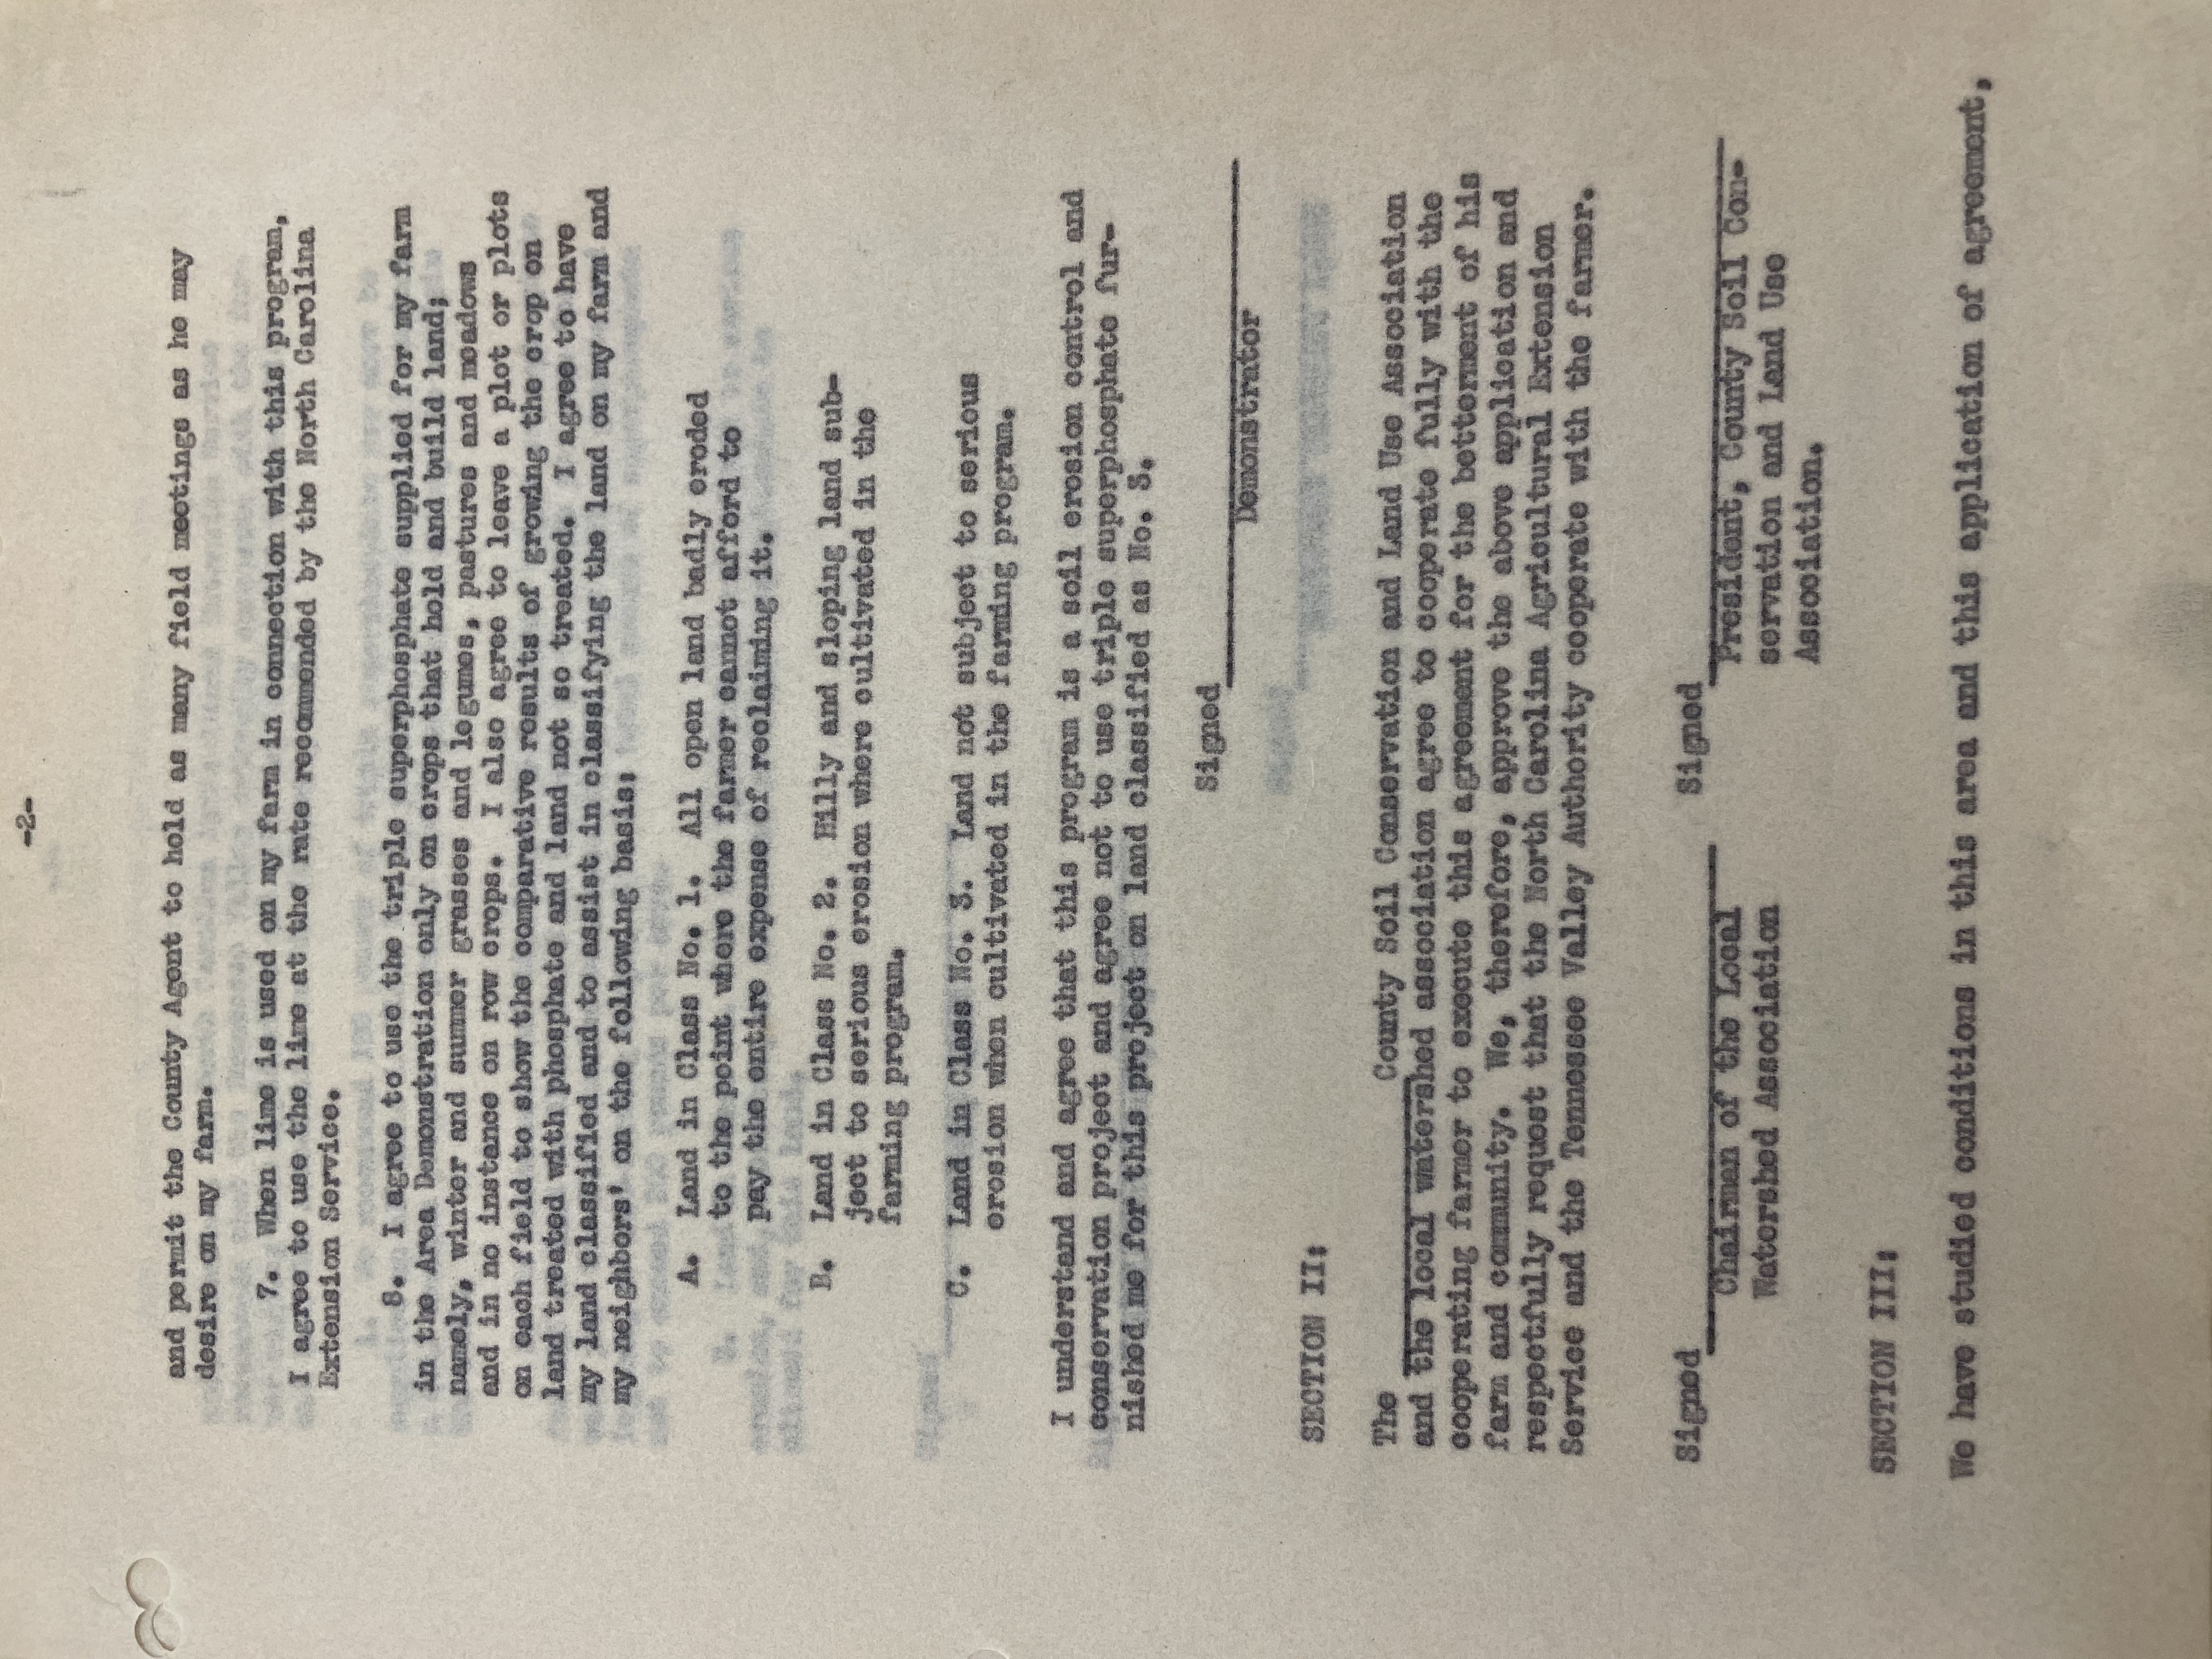 -2-
and permit the County Agent to hold as many field meetings as he may
desire on my farm.
7. When lime is used on my farm in connection with this program,
I agree to use the lime at the rate recommended by the North Carolina
Extension Service.
8. I agree to use the triple superphosphate supplied for my farm
in the Area Demonstration only on crops that hold and build land;
namely, winter and summer grasses and legumes, pastures and meadows
and in no instance on row crops. I also agree to leave a plot or plots
on each field to show the comparative results of growing the crop on
land treated with phosphate and land not so treated. I agree to have
my land classified and to assist in classifying the land on my farm and
my neighbors' on the following basis:
A. Land in Class No. 1. All open land badly eroded
to the point where the farmer cannot afford to
pay the entire expense of reclaiming it.
B. Land in Class No. 2. Hilly and sloping land sub-
ject to serious erosion where cultivated in the
farming program.
C. Land in Class No. 3. Land not subject to serious
erosion when cultivated in the farming program.
I understand and agree that this program is a soil erosion control and
conservation project and agree not to use triple superphosphate fur-
nished me for this project on land classified as No. 3.
Signed
Demonstrator
SECTION II:
The ____________ County Soil Conservation and Land Use Association
and the local watershed association agree to cooperate fully with the
cooperating farmer to execute this agreement for the betterment of his
farm and community. We, therefore, approve the above application and
respectfully request that the North Carolina Agricultural Extension
Service and the Tennessee Valley Authority cooperate with the farmer.
Signed
Chairman of the Local
Watershed Association
Signed
President, County Soil Con-
servation and Land Use
Association.
SECTION III:
We have studied conditions in this area and this application of agreement,